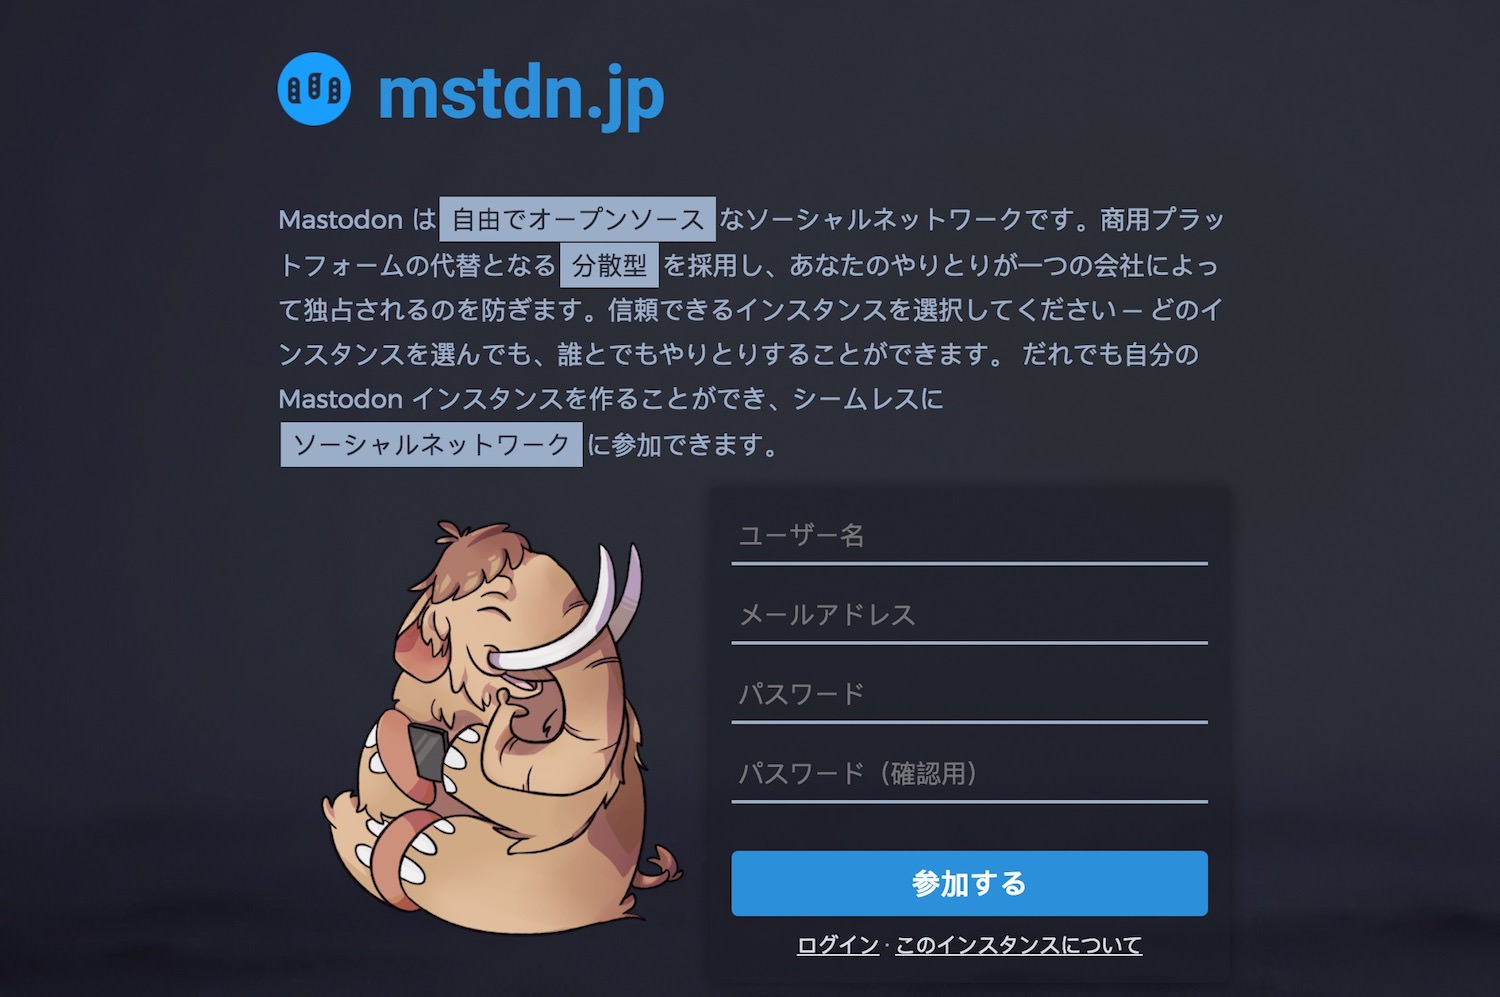 mstdn.jp
Mastodon は 自由でオープンソース なソーシャルネットワークです。商用プラッ
トフォームの代替となる 分散型 を採用し、あなたのやりとりが一つの会社によっ
て独占されるのを防ぎます。信頼できるインスタンスを選択してください — どのイ
ンスタンスを選んでも、誰とでもやりとりすることができます。 だれでも自分の
Mastodon インスタンスを作ることができ、シームレスに
ソーシャルネットワーク に参加できます。
ユーザー名
メールアドレス
パスワード
パスワード（確認用）
参加する
ログイン · このインスタンスについて